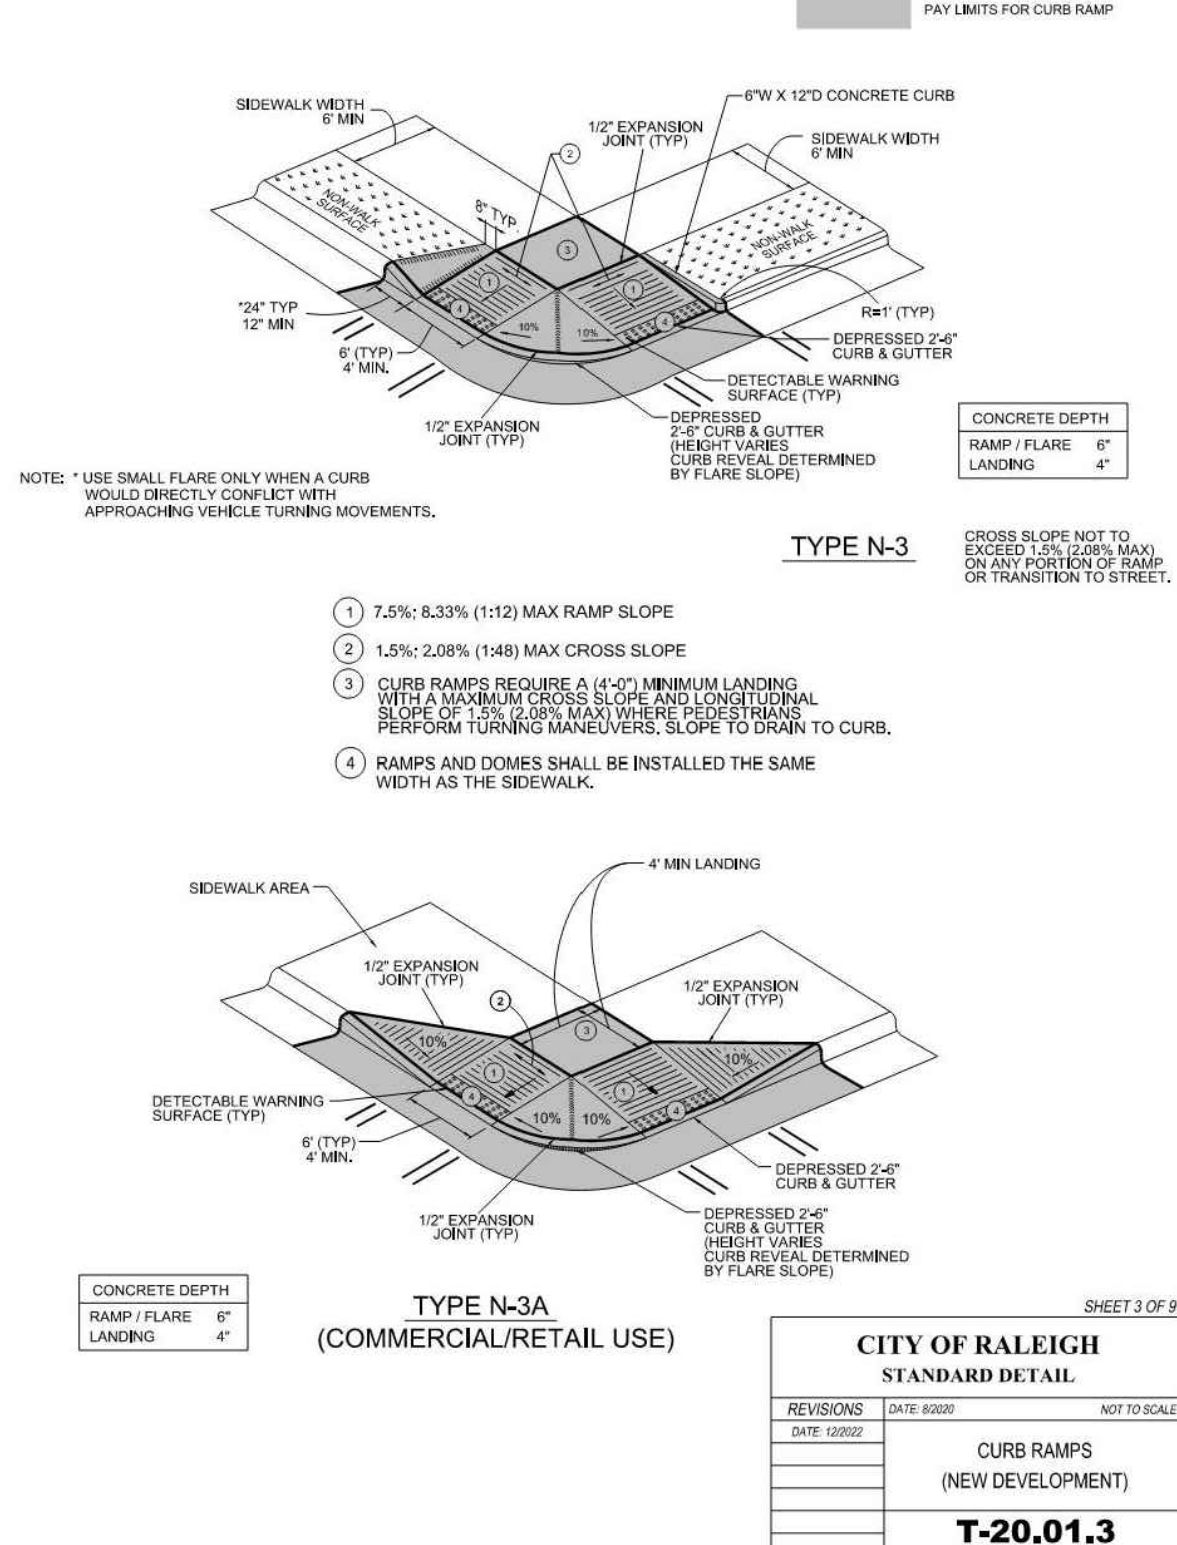 PAY LIMITS FOR CURB RAMP
SIDEWALK WIDTH
6' MIN
6"W X 12"D CONCRETE CURB
1/2" EXPANSION
JOINT (TYP)
SIDEWALK WIDTH
6' MIN
2
NON-WALK
SURFACE
8" TYP.
3
NON-WALK
SURFACE
1
1
*24" TYP
12" MIN
4
10%
10%
4
R=1' (TYP)
6' (TYP)
4' MIN.
DEPRESSED 2'-6"
CURB & GUTTER
DETECTABLE WARNING
SURFACE (TYP)
1/2" EXPANSION
JOINT (TYP)
DEPRESSED
2'-6" CURB & GUTTER
(HEIGHT VARIES
CURB REVEAL DETERMINED
BY FLARE SLOPE)
CONCRETE DEPTH
RAMP / FLARE 6"
LANDING 4"
NOTE: * USE SMALL FLARE ONLY WHEN A CURB
WOULD DIRECTLY CONFLICT WITH
APPROACHING VEHICLE TURNING MOVEMENTS.
TYPE N-3
CROSS SLOPE NOT TO
EXCEED 1.5% (2.08% MAX)
ON ANY PORTION OF RAMP
OR TRANSITION TO STREET.
1 7.5%; 8.33% (1:12) MAX RAMP SLOPE
2 1.5%; 2.08% (1:48) MAX CROSS SLOPE
3 CURB RAMPS REQUIRE A (4'-0") MINIMUM LANDING
WITH A MAXIMUM CROSS SLOPE AND LONGITUDINAL
SLOPE OF 1.5% (2.08% MAX) WHERE PEDESTRIANS
PERFORM TURNING MANEUVERS. SLOPE TO DRAIN TO CURB.
4 RAMPS AND DOMES SHALL BE INSTALLED THE SAME
WIDTH AS THE SIDEWALK.
4' MIN LANDING
SIDEWALK AREA
1/2" EXPANSION
JOINT (TYP)
1/2" EXPANSION
JOINT (TYP)
2
3
10%
10%
1
1
4
4
10%
10%
DETECTABLE WARNING
SURFACE (TYP)
6' (TYP)
4' MIN.
DEPRESSED 2'-6"
CURB & GUTTER
1/2" EXPANSION
JOINT (TYP)
DEPRESSED 2'-6"
CURB & GUTTER
(HEIGHT VARIES
CURB REVEAL DETERMINED
BY FLARE SLOPE)
CONCRETE DEPTH
RAMP / FLARE 6"
LANDING 4"
TYPE N-3A
(COMMERCIAL/RETAIL USE)
SHEET 3 OF 9
CITY OF RALEIGH
STANDARD DETAIL
REVISIONS DATE: 8/2020 NOT TO SCALE
DATE: 12/2022
CURB RAMPS
(NEW DEVELOPMENT)
T-20.01.3